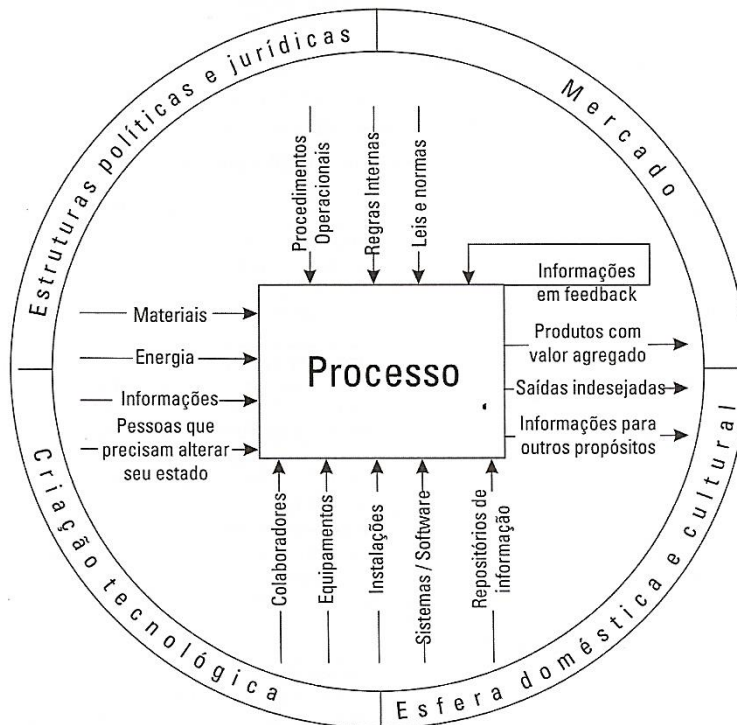 Estruturas políticas e jurídicas
Mercado
Procedimentos
Operacionais
Regras Internas
Leis e normas
Informações
em feedback
Materiais
Energia
Informações
Pessoas que
precisam alterar
seu estado
Processo
Produtos com
valor agregado
Saídas indesejadas
Informações para
outros propósitos
Colaboradores
Equipamentos
Instalações
Sistemas / Software
Repositórios de
informação
Criação tecnológica
Esfera doméstica e cultural